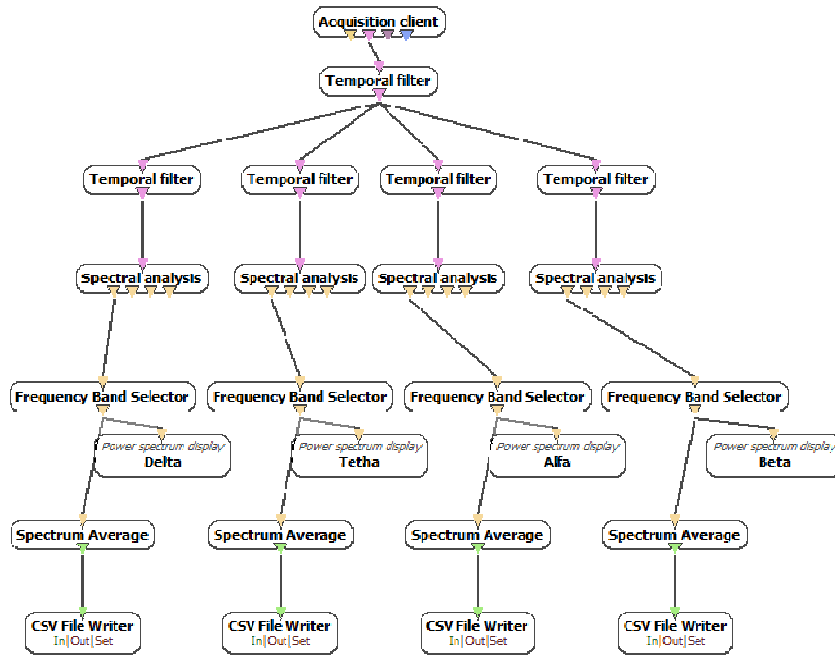 Acquisition client
Temporal filter
Temporal filter
Temporal filter
Temporal filter
Temporal filter
Spectral analysis
Spectral analysis
Spectral analysis
Spectral analysis
Frequency Band Selector
Frequency Band Selector
Frequency Band Selector
Frequency Band Selector
Power spectrum display
Delta
Power spectrum display
Tetha
Power spectrum display
Alfa
Power spectrum display
Beta
Spectrum Average
Spectrum Average
Spectrum Average
Spectrum Average
CSV File Writer
In|Out|Set
CSV File Writer
In|Out|Set
CSV File Writer
In|Out|Set
CSV File Writer
In|Out|Set